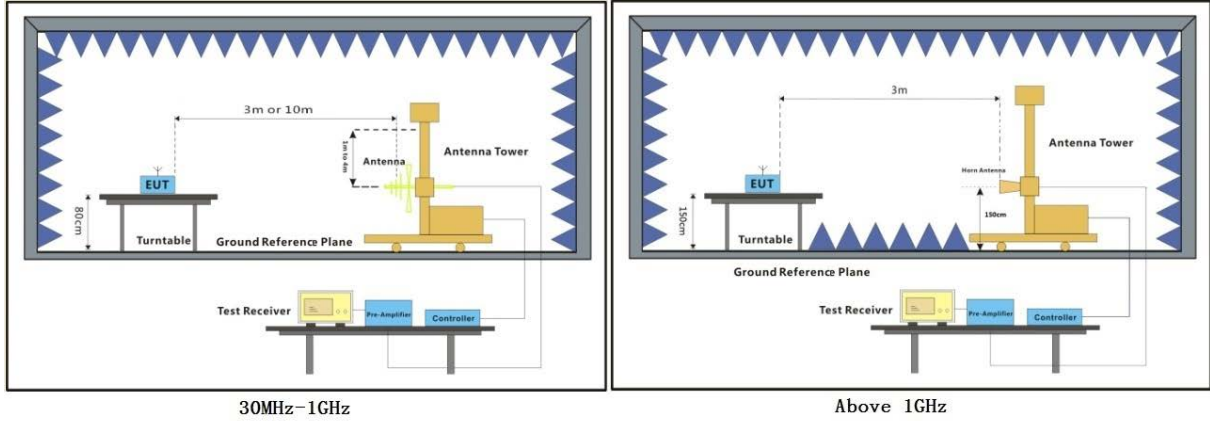 3m or 10m
1m to 4m
Antenna
Antenna Tower
EUT
80cm
Turntable
Ground Reference Plane
Test Receiver
Pre-Amplifier
Controller
30MHz-1GHz
3m
Antenna Tower
Horn Antenna
EUT
150cm
150cm
Turntable
Ground Reference Plane
Test Receiver
Pre-Amplifier
Controller
Above 1GHz